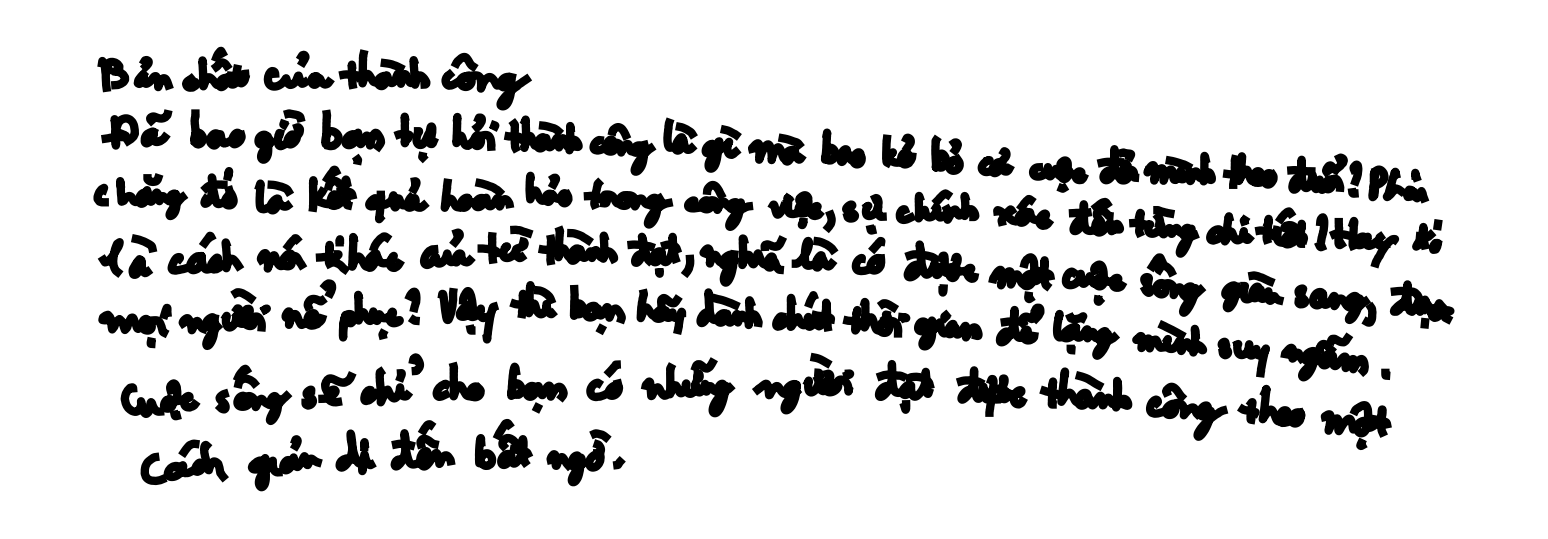 Bản chất của thành công
Đã bao giờ bạn tự hỏi thành công là gì mà bao kẻ bỏ cả cuộc đời mình theo đuổi? Phải
chăng đó là kết quả hoàn hảo trong công việc, sự chính xác đến từng chi tiết? Hay đó
là cách nói khác của từ thành đạt, nghĩa là có được một cuộc sống giàu sang, được
mọi người nể phục? Vậy thì bạn hãy dành chút thời gian để lặng mình suy ngẫm.
Cuộc sống sẽ chỉ cho bạn có những người đạt được thành công theo một
cách giản dị đến bất ngờ.